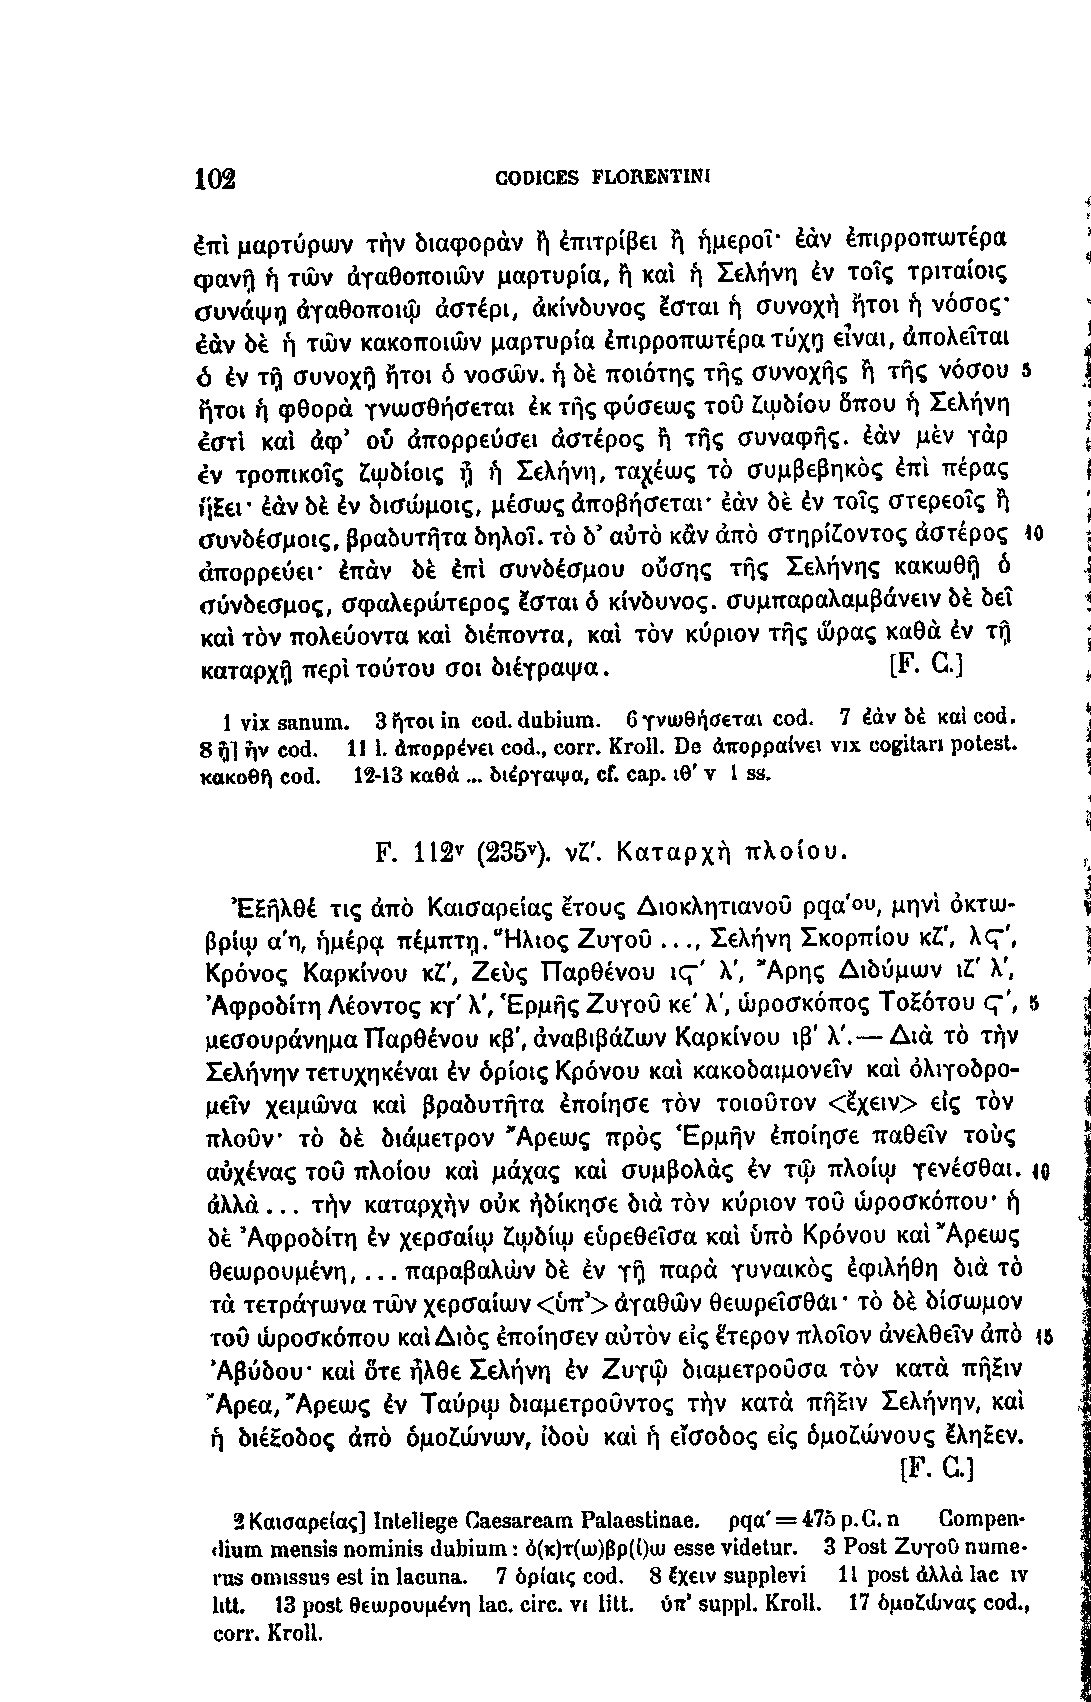 102 CODICES FLORENTINI
ἐπὶ μαρτύρων τὴν διαφορὰν ἢ ἐπιτρίβει ἢ ἡμεροῖ· ἐὰν ἐπιρροπωτέρα
φανῇ ἡ τῶν ἀγαθοποιῶν μαρτυρία, ἢ καὶ ἡ Σελήνη ἐν τοῖς τριταίοις
συνάψῃ ἀγαθοποιῷ ἀστέρι, ἀκίνδυνος ἔσται ἡ συνοχὴ ἤτοι ἡ νόσος·
ἐὰν δὲ ἡ τῶν κακοποιῶν μαρτυρία ἐπιρροπωτέρα τύχῃ εἶναι, ἀπολεῖται
ὁ ἐν τῇ συνοχῇ ἤτοι ὁ νοσῶν. ἡ δὲ ποιότης τῆς συνοχῆς ἢ τῆς νόσου 5
ἤτοι ἡ φθορὰ γνωσθήσεται ἐκ τῆς φύσεως τοῦ ζῳδίου ὅπου ἡ Σελήνη
ἐστὶ καὶ ἀφ' οὗ ἀπορρεύσει ἀστέρος ἢ τῆς συναφῆς. ἐὰν μὲν γὰρ
ἐν τροπικοῖς ζῳδίοις ᾖ ἡ Σελήνη, ταχέως τὸ συμβεβηκὸς ἐπὶ πέρας
ἥξει· ἐὰν δὲ ἐν δισώμοις, μέσως ἀποβήσεται· ἐὰν δὲ ἐν τοῖς στερεοῖς ἢ
συνδέσμοις, βραδυτῆτα δηλοῖ. τὸ δ' αὐτὸ κἂν ἀπὸ στηρίζοντος ἀστέρος 10
ἀπορρεύει· ἐπὰν δὲ ἐπὶ συνδέσμου οὔσης τῆς Σελήνης κακωθῇ ὁ
σύνδεσμος, σφαλερώτερος ἔσται ὁ κίνδυνος. συμπαραλαμβάνειν δὲ δεῖ
καὶ τὸν πολεύοντα καὶ διέποντα, καὶ τὸν κύριον τῆς ὥρας καθὰ ἐν τῇ
καταρχῇ περὶ τούτου σοι διέγραψα. [F. C.]
1 vix sanum. 3 ἤτοι in cod. dubium. 6 γνωθήσεται cod. 7 ἐὰν δὲ καὶ cod.
8 ᾖ] ἦν cod. 11 l. ἀπορρένει cod., corr. Kroll. De ἀπορραίνει vix cogitari potest.
κακοθῇ cod. 12-13 καθὰ ... διέργαψα, cf. cap. ιθ' v 1 ss.
F. 112ᵛ (235ᵛ). νζ'. Καταρχὴ πλοίου.
Ἐξῆλθέ τις ἀπὸ Καισαρείας ἔτους Διοκλητιανοῦ ρϥα'ου, μηνὶ ὀκτω-
βρίῳ α'η, ἡμέρᾳ πέμπτῃ. Ἥλιος Ζυγοῦ ..., Σελήνη Σκορπίου κζ', λϛ',
Κρόνος Καρκίνου κζ', Ζεὺς Παρθένου ιϛ' λ', Ἄρης Διδύμων ιζ' λ',
Ἀφροδίτη Λέοντος κγ' λ', Ἑρμῆς Ζυγοῦ κε' λ', ὡροσκόπος Τοξότου ϛ', 5
μεσουράνημα Παρθένου κβ', ἀναβιβάζων Καρκίνου ιβ' λ'.— Διὰ τὸ τὴν
Σελήνην τετυχηκέναι ἐν ὁρίοις Κρόνου καὶ κακοδαιμονεῖν καὶ ὀλιγοδρο-
μεῖν χειμῶνα καὶ βραδυτῆτα ἐποίησε τὸν τοιοῦτον <ἔχειν> εἰς τὸν
πλοῦν· τὸ δὲ διάμετρον Ἄρεως πρὸς Ἑρμῆν ἐποίησε παθεῖν τοὺς
αὐχένας τοῦ πλοίου καὶ μάχας καὶ συμβολὰς ἐν τῷ πλοίῳ γενέσθαι. 10
ἀλλὰ ... τὴν καταρχὴν οὐκ ἠδίκησε διὰ τὸν κύριον τοῦ ὡροσκόπου· ἡ
δὲ Ἀφροδίτη ἐν χερσαίῳ ζῳδίῳ εὑρεθεῖσα καὶ ὑπὸ Κρόνου καὶ Ἄρεως
θεωρουμένη, ... παραβαλὼν δὲ ἐν γῇ παρὰ γυναικὸς ἐφιλήθη διὰ τὸ
τὰ τετράγωνα τῶν χερσαίων <ὑπ'> ἀγαθῶν θεωρεῖσθαι· τὸ δὲ δίσωμον
τοῦ ὡροσκόπου καὶ Διὸς ἐποίησεν αὐτὸν εἰς ἕτερον πλοῖον ἀνελθεῖν ἀπὸ 15
Ἀβύδου· καὶ ὅτε ἦλθε Σελήνη ἐν Ζυγῷ διαμετροῦσα τὸν κατὰ πῆξιν
Ἄρεα, Ἄρεως ἐν Ταύρῳ διαμετροῦντος τὴν κατὰ πῆξιν Σελήνην, καὶ
ἡ διέξοδος ἀπὸ ὁμοζώνων, ἰδοὺ καὶ ἡ εἴσοδος εἰς ὁμοζώνους ἔληξεν.
[F. C.]
2 Καισαρείας] Intellege Caesaream Palaestinae. ρϥα' = 475 p. C. n Compen-
dium mensis nominis dubium : ὀ(κ)τ(ω)βρ(ί)ω esse videtur. 3 Post Ζυγοῦ nume-
rus omissus est in lacuna. 7 ὁρίαις cod. 8 ἔχειν supplevi 11 post ἀλλὰ lac ιv
litt. 13 post θεωρουμένη lac. circ. vι litt. ὑπ' suppl. Kroll. 17 ὁμοζώνας cod.,
corr. Kroll.